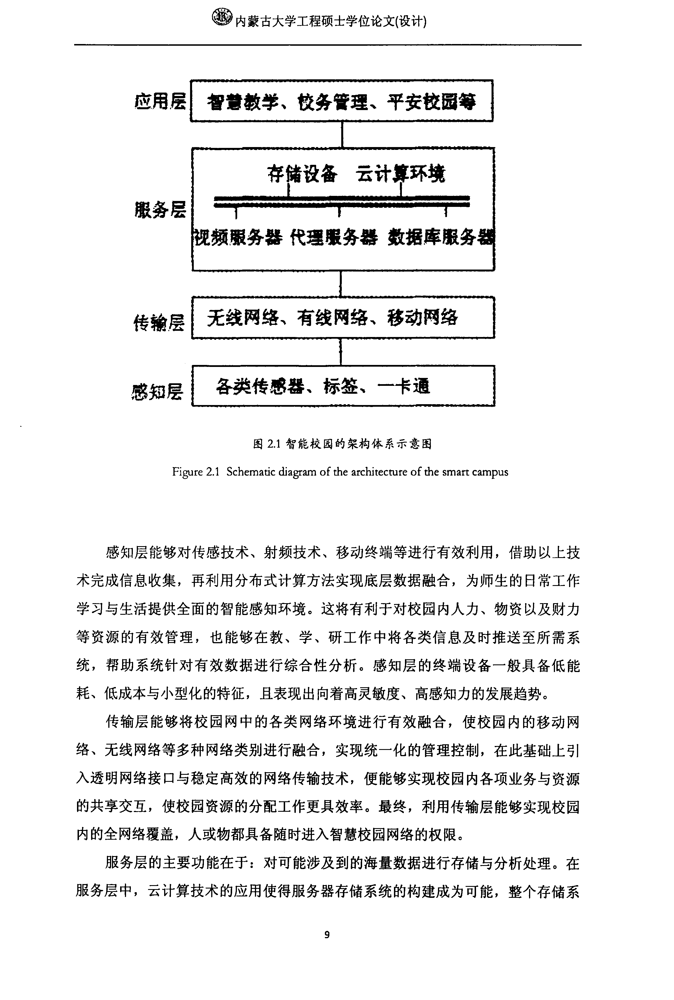 内蒙古大学工程硕士学位论文(设计)
应用层 智慧教学、校务管理、平安校园等
存储设备 云计算环境
服务层
视频服务器 代理服务器 数据库服务器
传输层 无线网络、有线网络、移动网络
感知层 各类传感器、标签、一卡通
图 2.1 智能校园的架构体系示意图
Figure 2.1 Schematic diagram of the architecture of the smart campus
感知层能够对传感技术、射频技术、移动终端等进行有效利用，借助以上技
术完成信息收集，再利用分布式计算方法实现底层数据融合，为师生的日常工作
学习与生活提供全面的智能感知环境。这将有利于对校园内人力、物资以及财力
等资源的有效管理，也能够在教、学、研工作中将各类信息及时推送至所需系
统，帮助系统针对有效数据进行综合性分析。感知层的终端设备一般具备低能
耗、低成本与小型化的特征，且表现出向着高灵敏度、高感知力的发展趋势。
传输层能够将校园网中的各类网络环境进行有效融合，使校园内的移动网
络、无线网络等多种网络类别进行融合，实现统一化的管理控制，在此基础上引
入透明网络接口与稳定高效的网络传输技术，便能够实现校园内各项业务与资源
的共享交互，使校园资源的分配工作更具效率。最终，利用传输层能够实现校园
内的全网络覆盖，人或物都具备随时进入智慧校园网络的权限。
服务层的主要功能在于：对可能涉及到的海量数据进行存储与分析处理。在
服务层中，云计算技术的应用使得服务器存储系统的构建成为可能，整个存储系
9